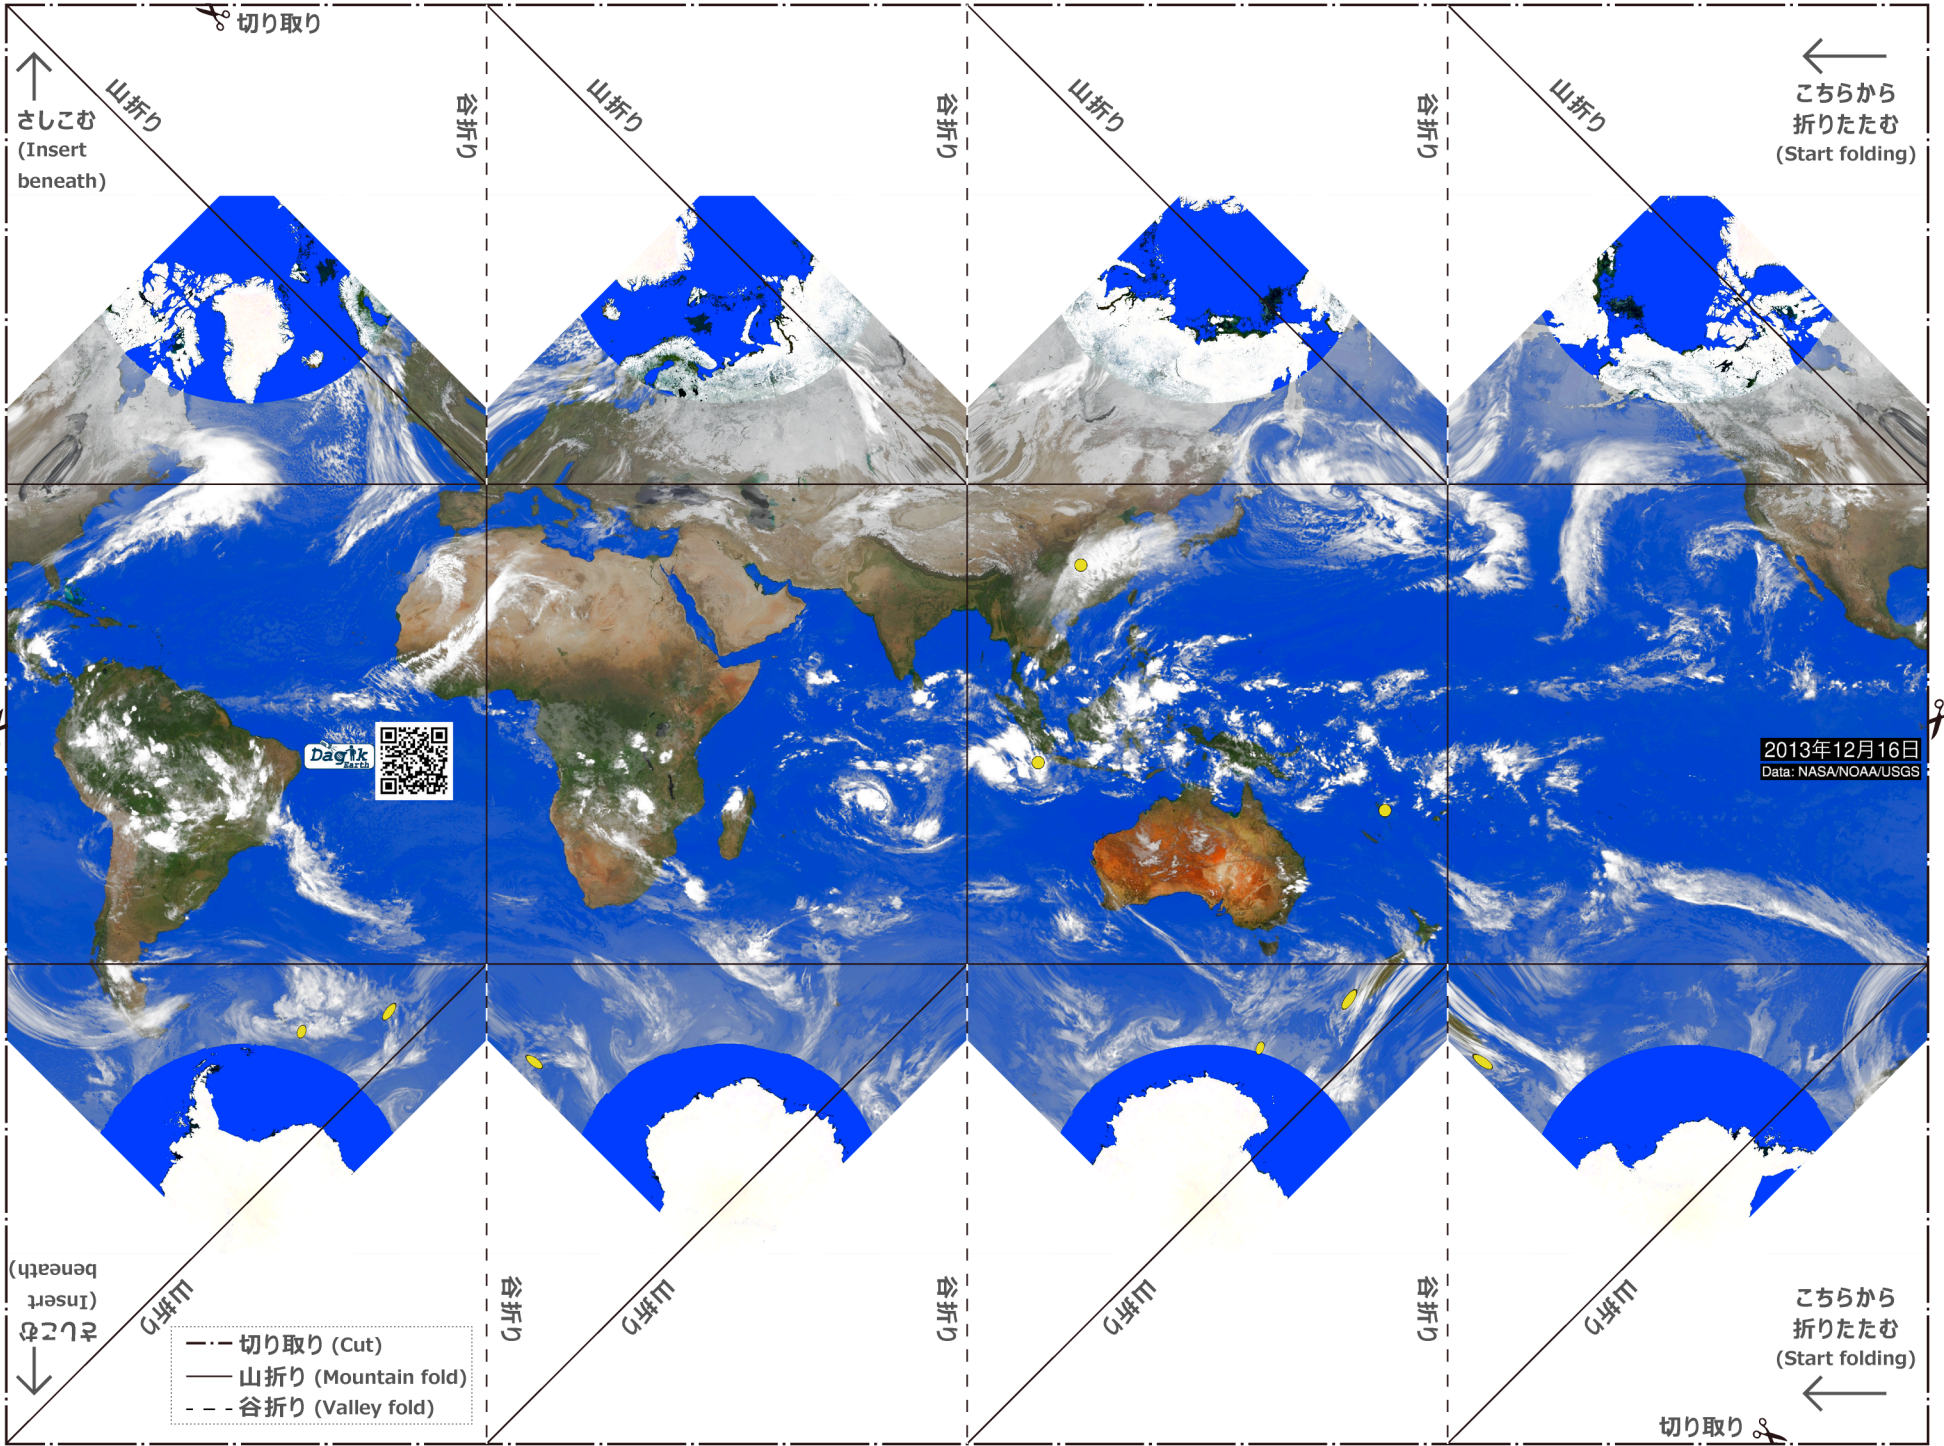 切り取り
山折り
谷折り
山折り
谷折り
山折り
谷折り
山折り
さしこむ
(Insert
beneath)
こちらから
折りたたむ
(Start folding)
Dagik
Earth
2013年12月16日
Data: NASA/NOAA/USGS
さしこむ
(Insert
beneath)
山折り
谷折り
山折り
谷折り
山折り
谷折り
山折り
切り取り (Cut)
山折り (Mountain fold)
谷折り (Valley fold)
こちらから
折りたたむ
(Start folding)
切り取り